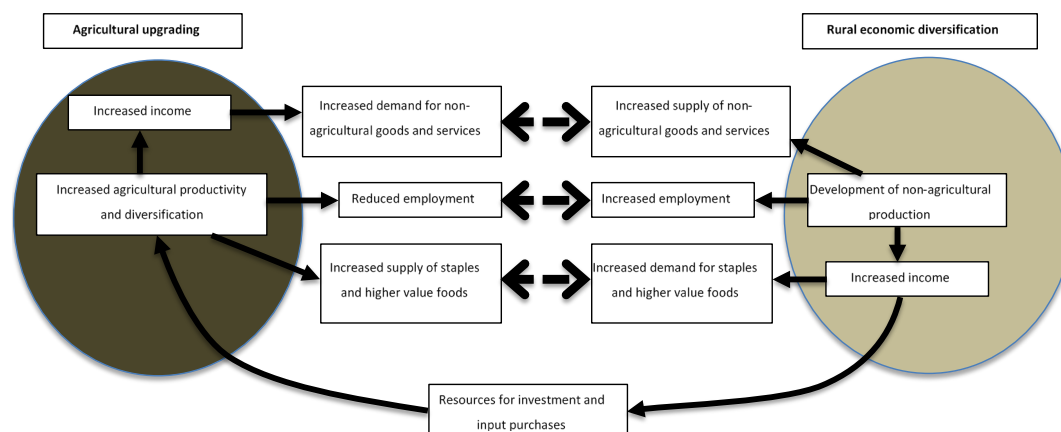 Agricultural upgrading
Rural economic diversification
Increased income
Increased demand for non-
agricultural goods and services
Increased supply of non-
agricultural goods and services
Increased agricultural productivity
and diversification
Reduced employment
Increased employment
Development of non-agricultural
production
Increased supply of staples
and higher value foods
Increased demand for staples
and higher value foods
Increased income
Resources for investment and
input purchases